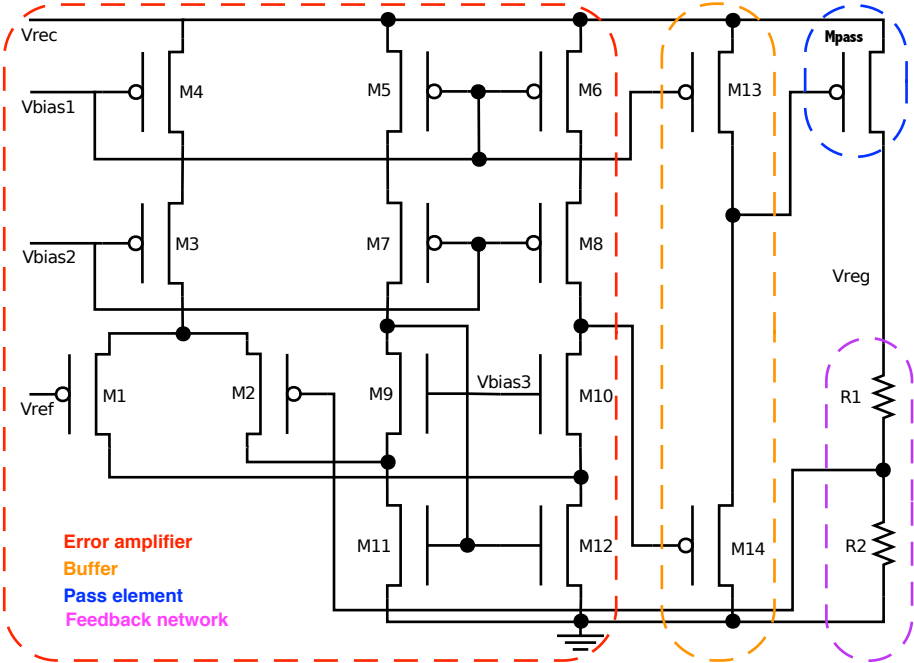 Vrec
Mpass
M4
M5
M6
M13
Vbias1
M3
M7
M8
Vbias2
Vreg
Vbias3
M1
M2
M9
M10
R1
Vref
M11
M12
M14
R2
Error amplifier
Buffer
Pass element
Feedback network